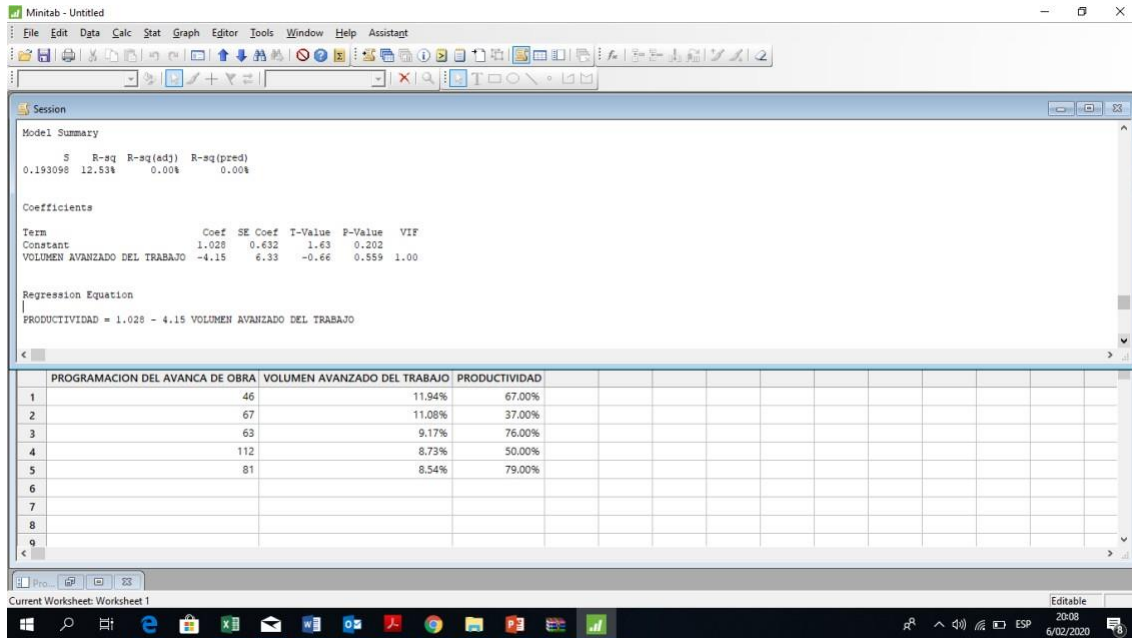 Minitab - Untitled
File Edit Data Calc Stat Graph Editor Tools Window Help Assistant
Session
Model Summary
S R-sq R-sq(adj) R-sq(pred)
0.193098 12.53% 0.00% 0.00%
Coefficients
Term Coef SE Coef T-Value P-Value VIF
Constant 1.028 0.632 1.63 0.202
VOLUMEN AVANZADO DEL TRABAJO -4.15 6.33 -0.66 0.559 1.00
Regression Equation
PRODUCTIVIDAD = 1.028 - 4.15 VOLUMEN AVANZADO DEL TRABAJO
PROGRAMACION DEL AVANCA DE OBRA VOLUMEN AVANZADO DEL TRABAJO PRODUCTIVIDAD
1 46 11.94% 67.00%
2 67 11.08% 37.00%
3 63 9.17% 76.00%
4 112 8.73% 50.00%
5 81 8.54% 79.00%
6
7
8
9
Pro...
Current Worksheet: Worksheet 1 Editable
ESP
20:08
6/02/2020